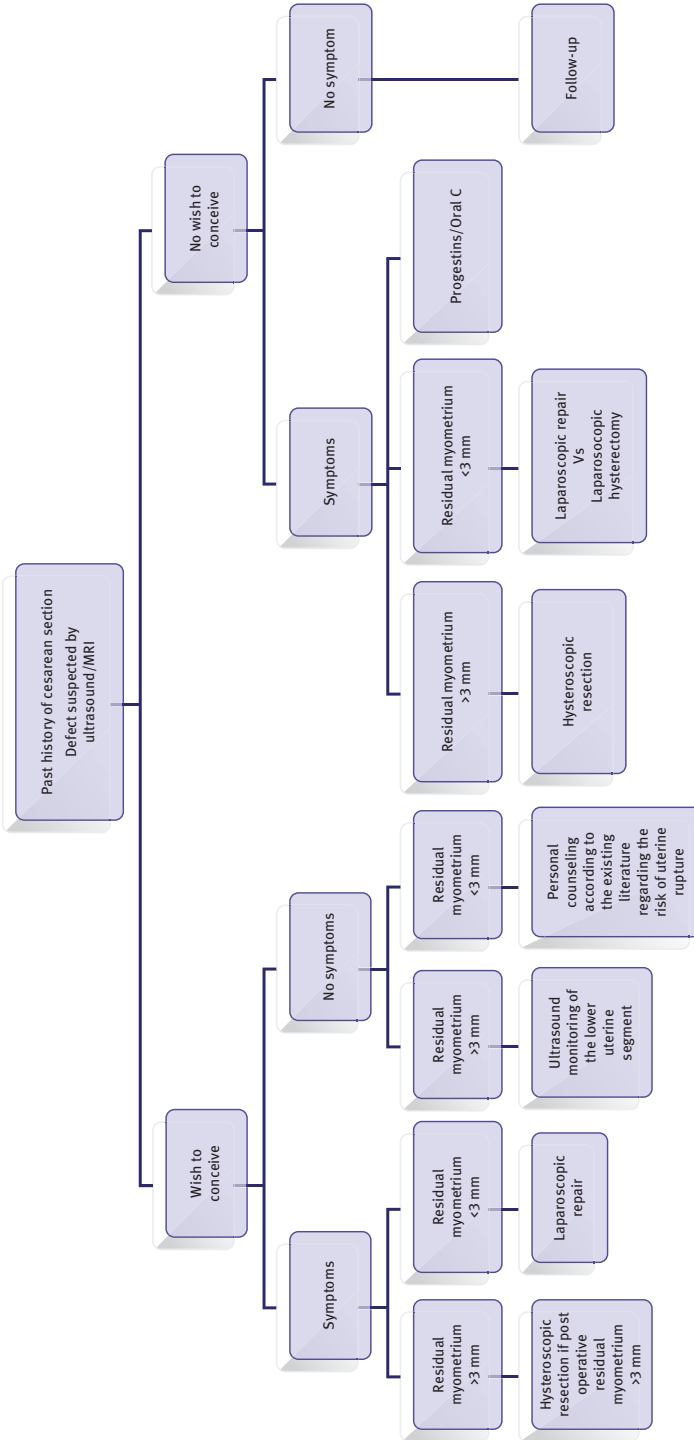 Past history of cesarean section
Defect suspected by
ultrasound/MRI
Wish to
conceive
No wish to
conceive
Symptoms
No symptoms
Symptoms
No symptom
Residual
myometrium
>3 mm
Residual
myometrium
<3 mm
Residual
myometrium
>3 mm
Residual
myometrium
<3 mm
Residual myometrium
>3 mm
Residual myometrium
<3 mm
Progestins/Oral C
Hysteroscopic
resection if post
operative
residual
myometrium
>3 mm
Laparoscopic
repair
Ultrasound
monitoring of
the lower
uterine
segment
Personal
counseling
according to
the existing
literature
regarding the
risk of uterine
rupture
Hysteroscopic
resection
Laparoscopic repair
Vs
Laparosocopic
hysterectomy
Follow-up